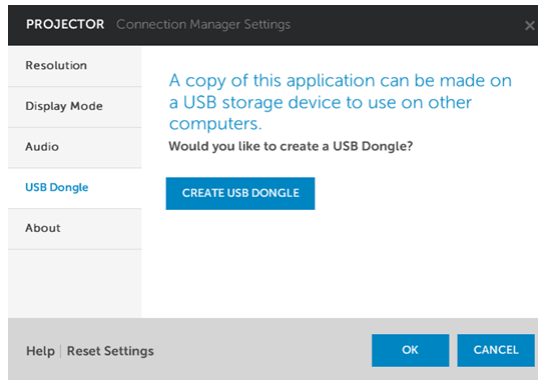 PROJECTOR Connection Manager Settings ×
Resolution
Display Mode
Audio
USB Dongle
About
A copy of this application can be made on
a USB storage device to use on other
computers.
Would you like to create a USB Dongle?
CREATE USB DONGLE
Help | Reset Settings
OK
CANCEL